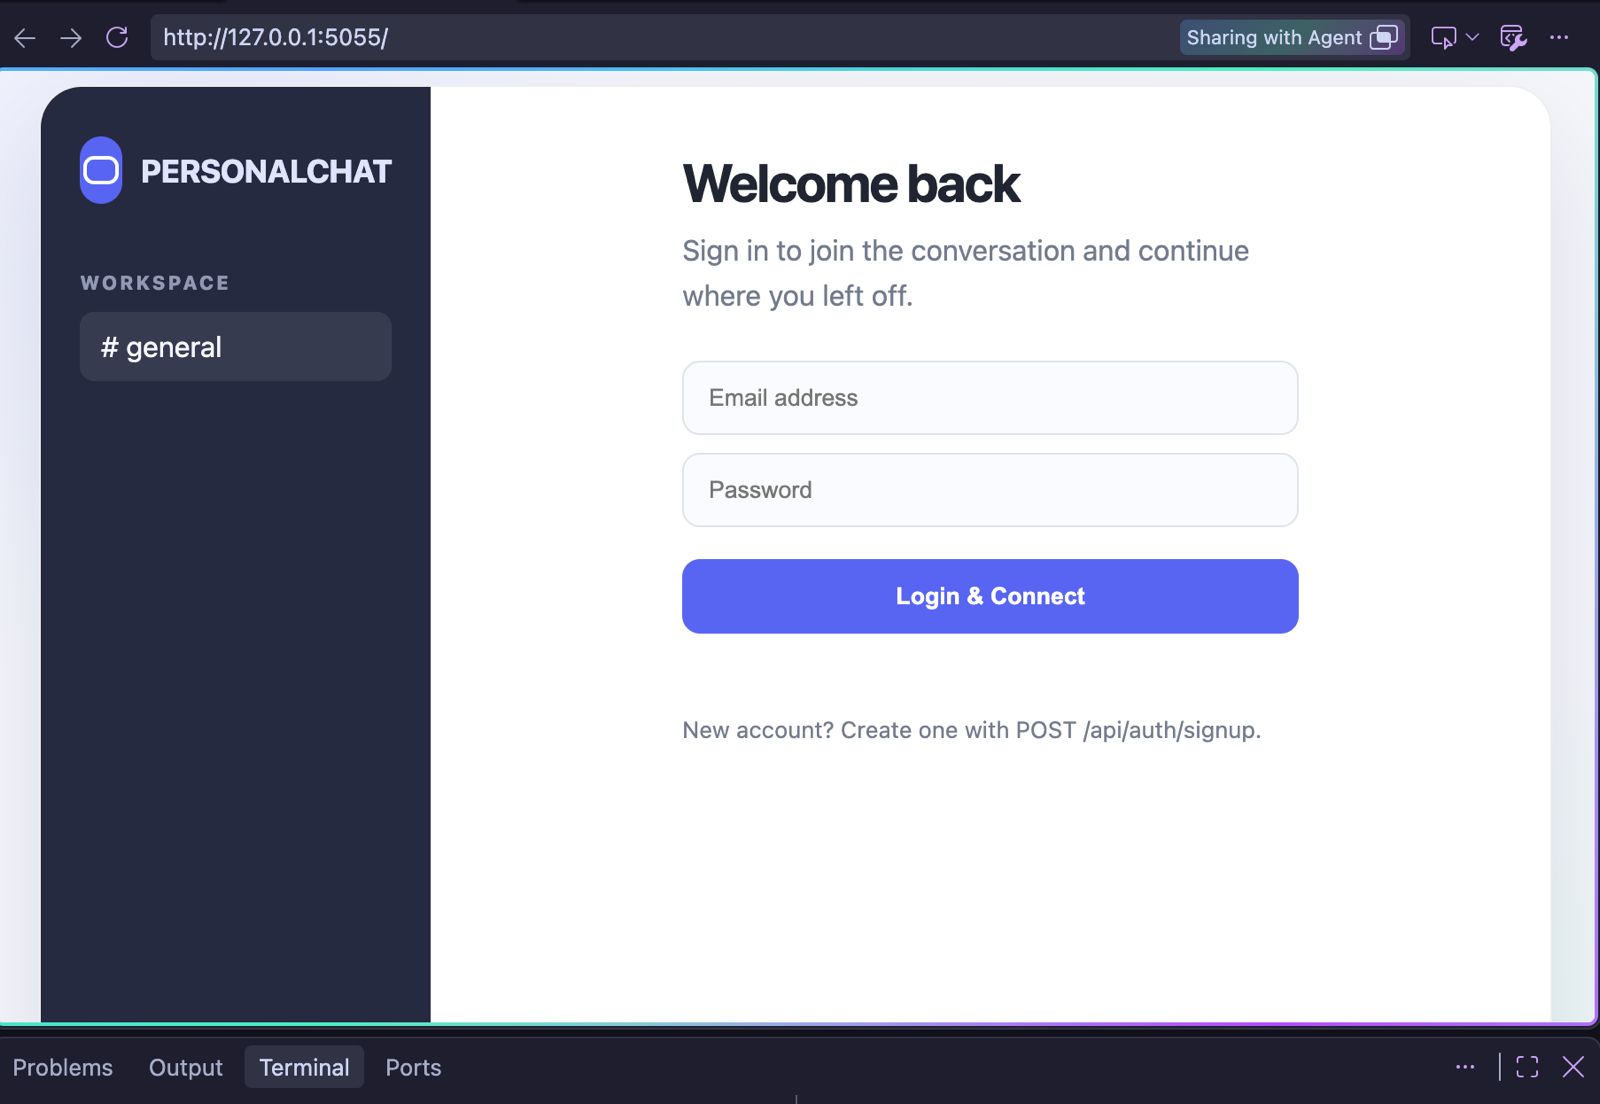 http://127.0.0.1:5055/
Sharing with Agent
PERSONALCHAT
WORKSPACE
# general
Welcome back
Sign in to join the conversation and continue
where you left off.
Email address
Password
Login & Connect
New account? Create one with POST /api/auth/signup.
Problems Output Terminal Ports